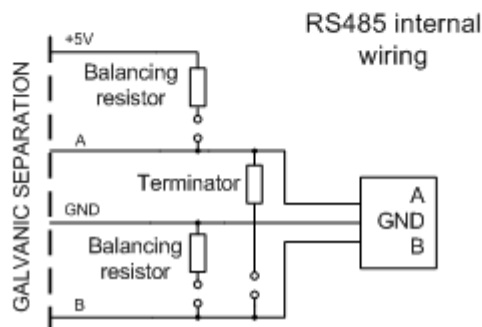 RS485 internal
wiring
+5V
Balancing
resistor
A
Terminator
GND
Balancing
resistor
B
A
GND
B
GALVANIC SEPARATION